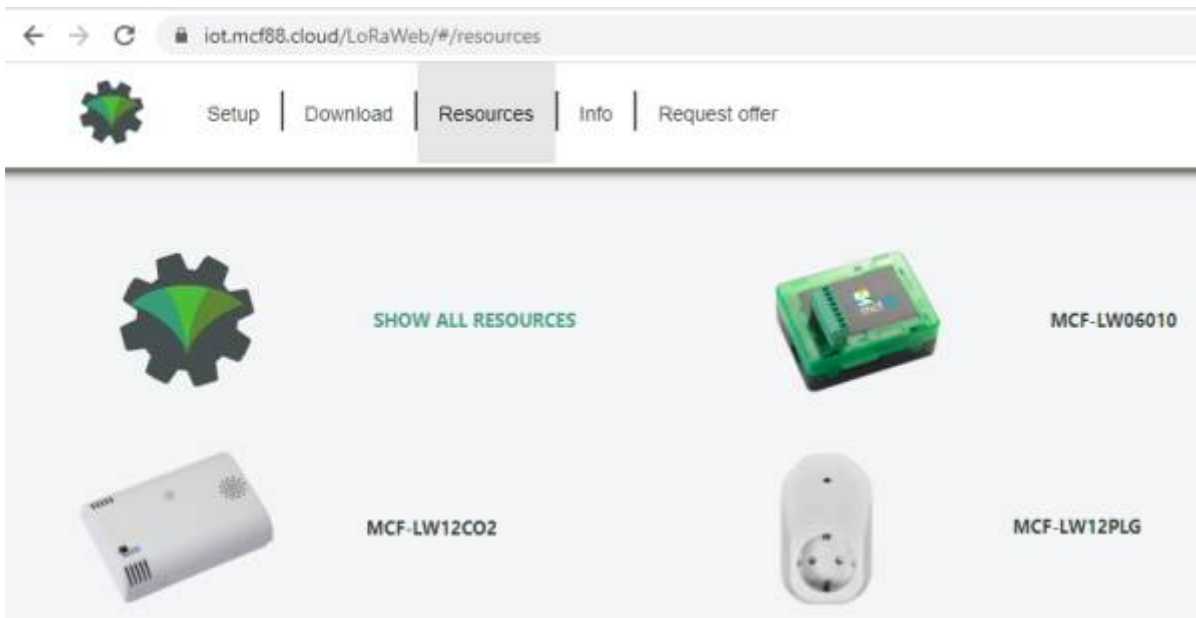 iot.mcf88.cloud/LoRaWeb/#/resources
Setup Download Resources Info Request offer
SHOW ALL RESOURCES
MCF-LW06010
MCF-LW12CO2
MCF-LW12PLG